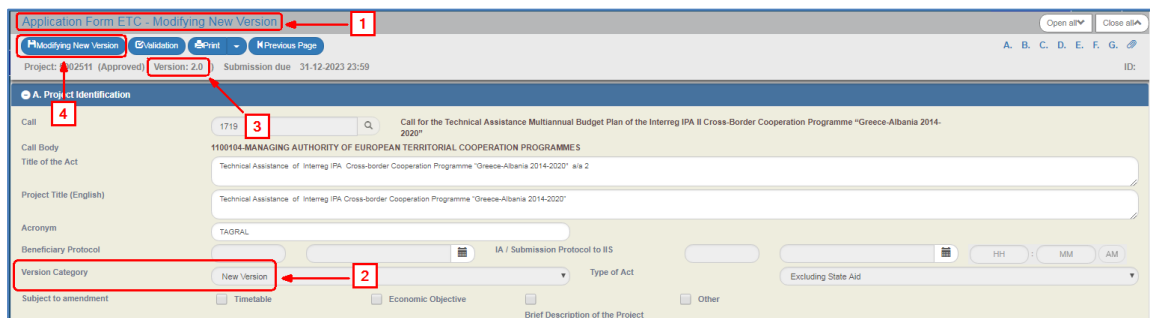 Application Form ETC - Modifying New Version
1
Open all
Close all
Modifying New Version Validation Print Previous Page
A. B. C. D. E. F. G.
Project: 5002511 (Approved) Version: 2.0 ) Submission due 31-12-2023 23:59
ID:
A. Project Identification
4
3
Call
1719
Call for the Technical Assistance Multiannual Budget Plan of the Interreg IPA II Cross-Border Cooperation Programme “Greece-Albania 2014-
2020”
Call Body
1100104-MANAGING AUTHORITY OF EUROPEAN TERRITORIAL COOPERATION PROGRAMMES
Title of the Act
Technical Assistance of Interreg IPA Cross-border Cooperation Programme "Greece-Albania 2014-2020" a/a 2
Project Title (English)
Technical Assistance of Interreg IPA Cross-border Cooperation Programme "Greece-Albania 2014-2020"
Acronym
TAGRAL
Beneficiary Protocol
IA / Submission Protocol to IIS
HH : MM AM
Version Category
New Version
2
Type of Act
Excluding State Aid
Subject to amendment
Timetable
Economic Objective
Other
Brief Description of the Project